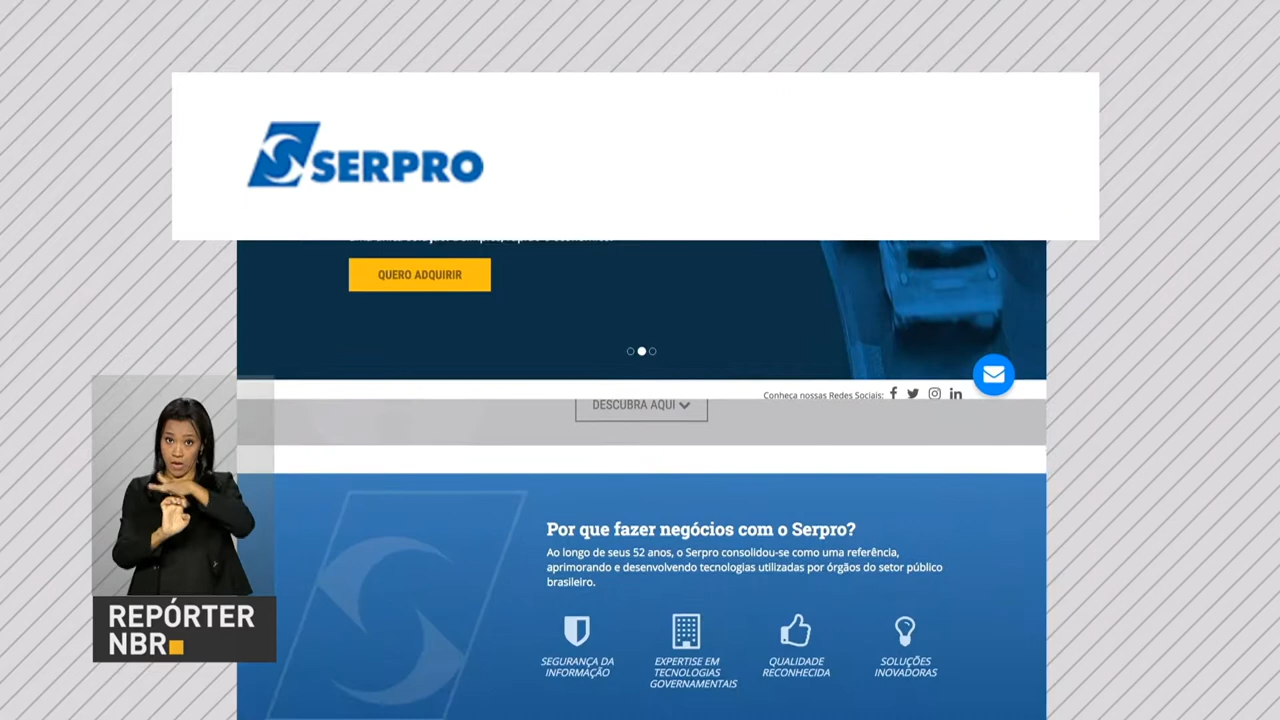 SERPRO
QUERO ADQUIRIR
Conheça nossas Redes Sociais:
DESCUBRA AQUI
Por que fazer negócios com o Serpro?
Ao longo de seus 52 anos, o Serpro consolidou-se como uma referência,
aprimorando e desenvolvendo tecnologias utilizadas por órgãos do setor público
brasileiro.
SEGURANÇA DA
INFORMAÇÃO
EXPERTISE EM
TECNOLOGIAS
GOVERNAMENTAIS
QUALIDADE
RECONHECIDA
SOLUÇÕES
INOVADORAS
REPÓRTER
NBR